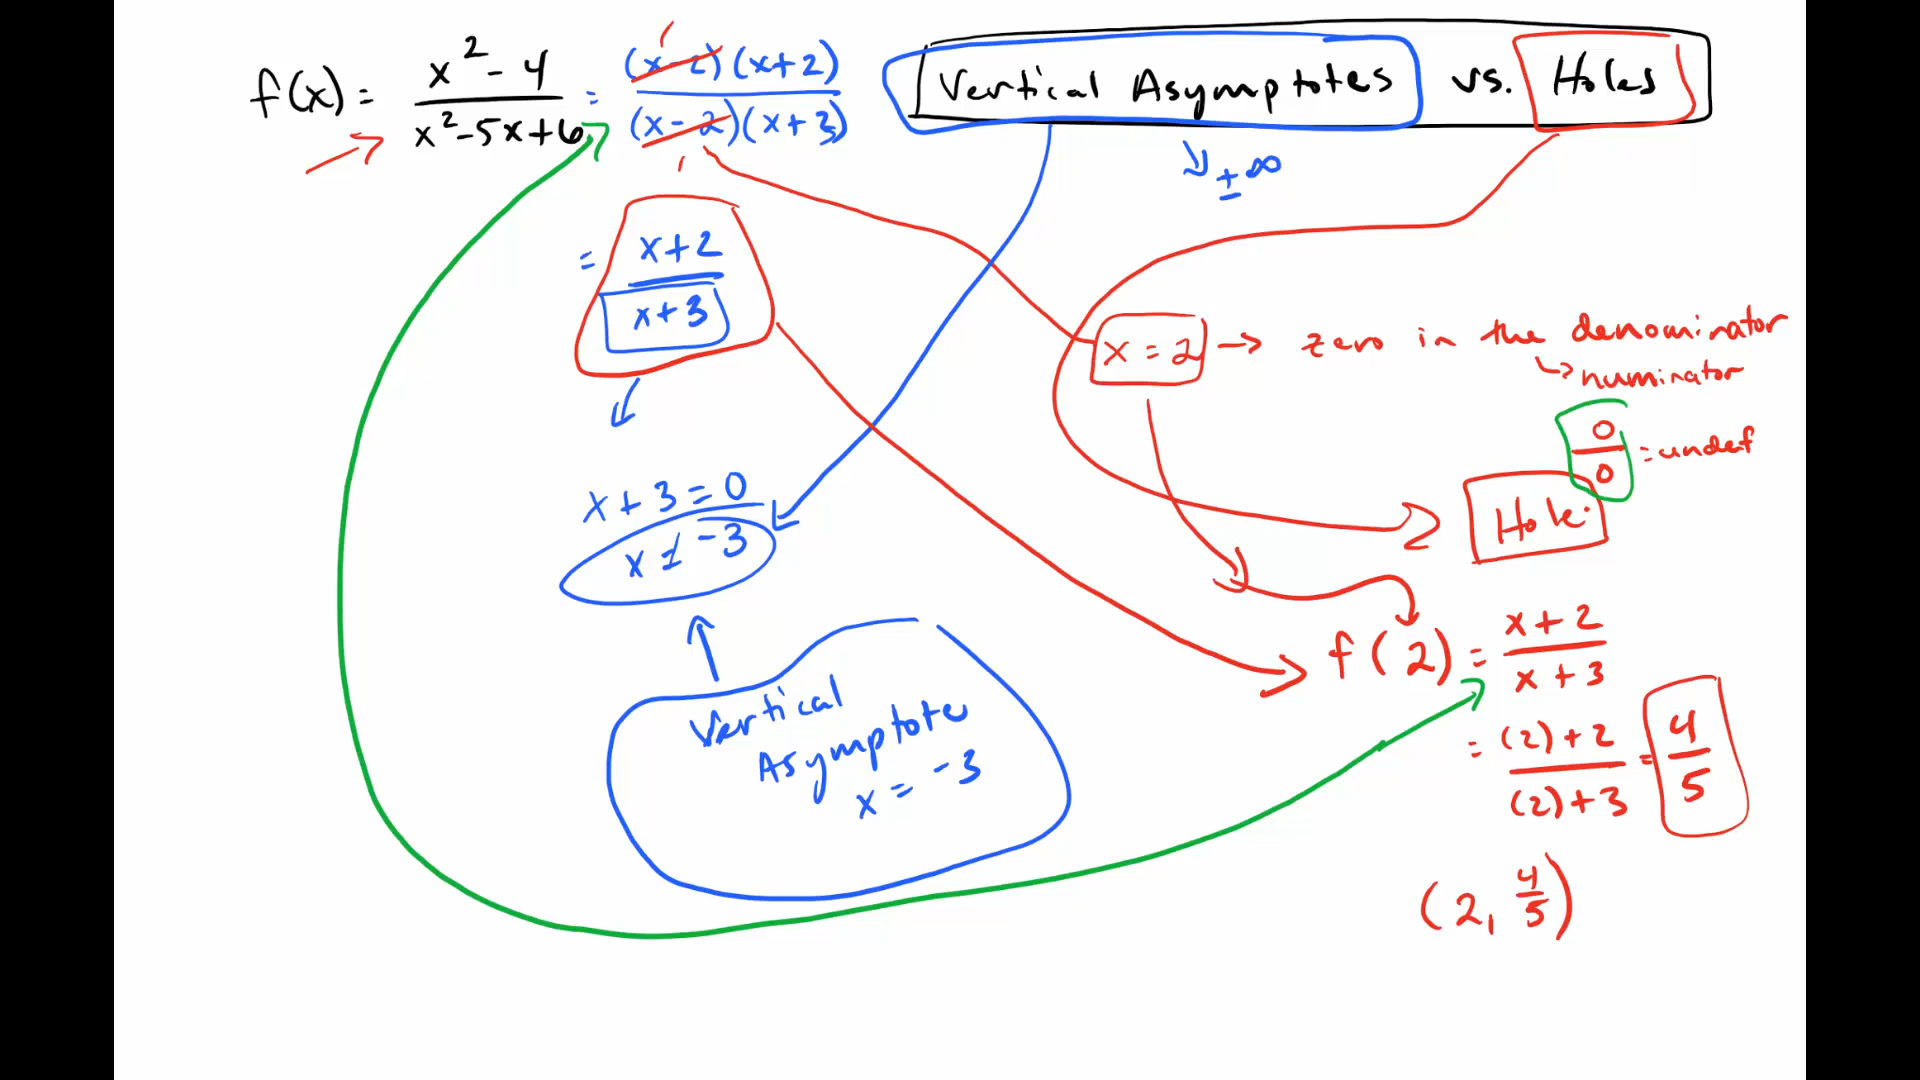 f(x) = x² - 4 / x² - 5x + 6 = (x - 2)(x + 2) / (x - 2)(x + 3)
Vertical Asymptotes vs. Holes
± ∞
= x + 2 / x + 3
x = 2 → zero in the denominator
↳ numinator
0 / 0 = undef
Hole
x + 3 = 0
x ≠ -3
Vertical
Asymptote
x = -3
f(2) = x + 2 / x + 3
= (2) + 2 / (2) + 3 = 4 / 5
(2, 4/5)